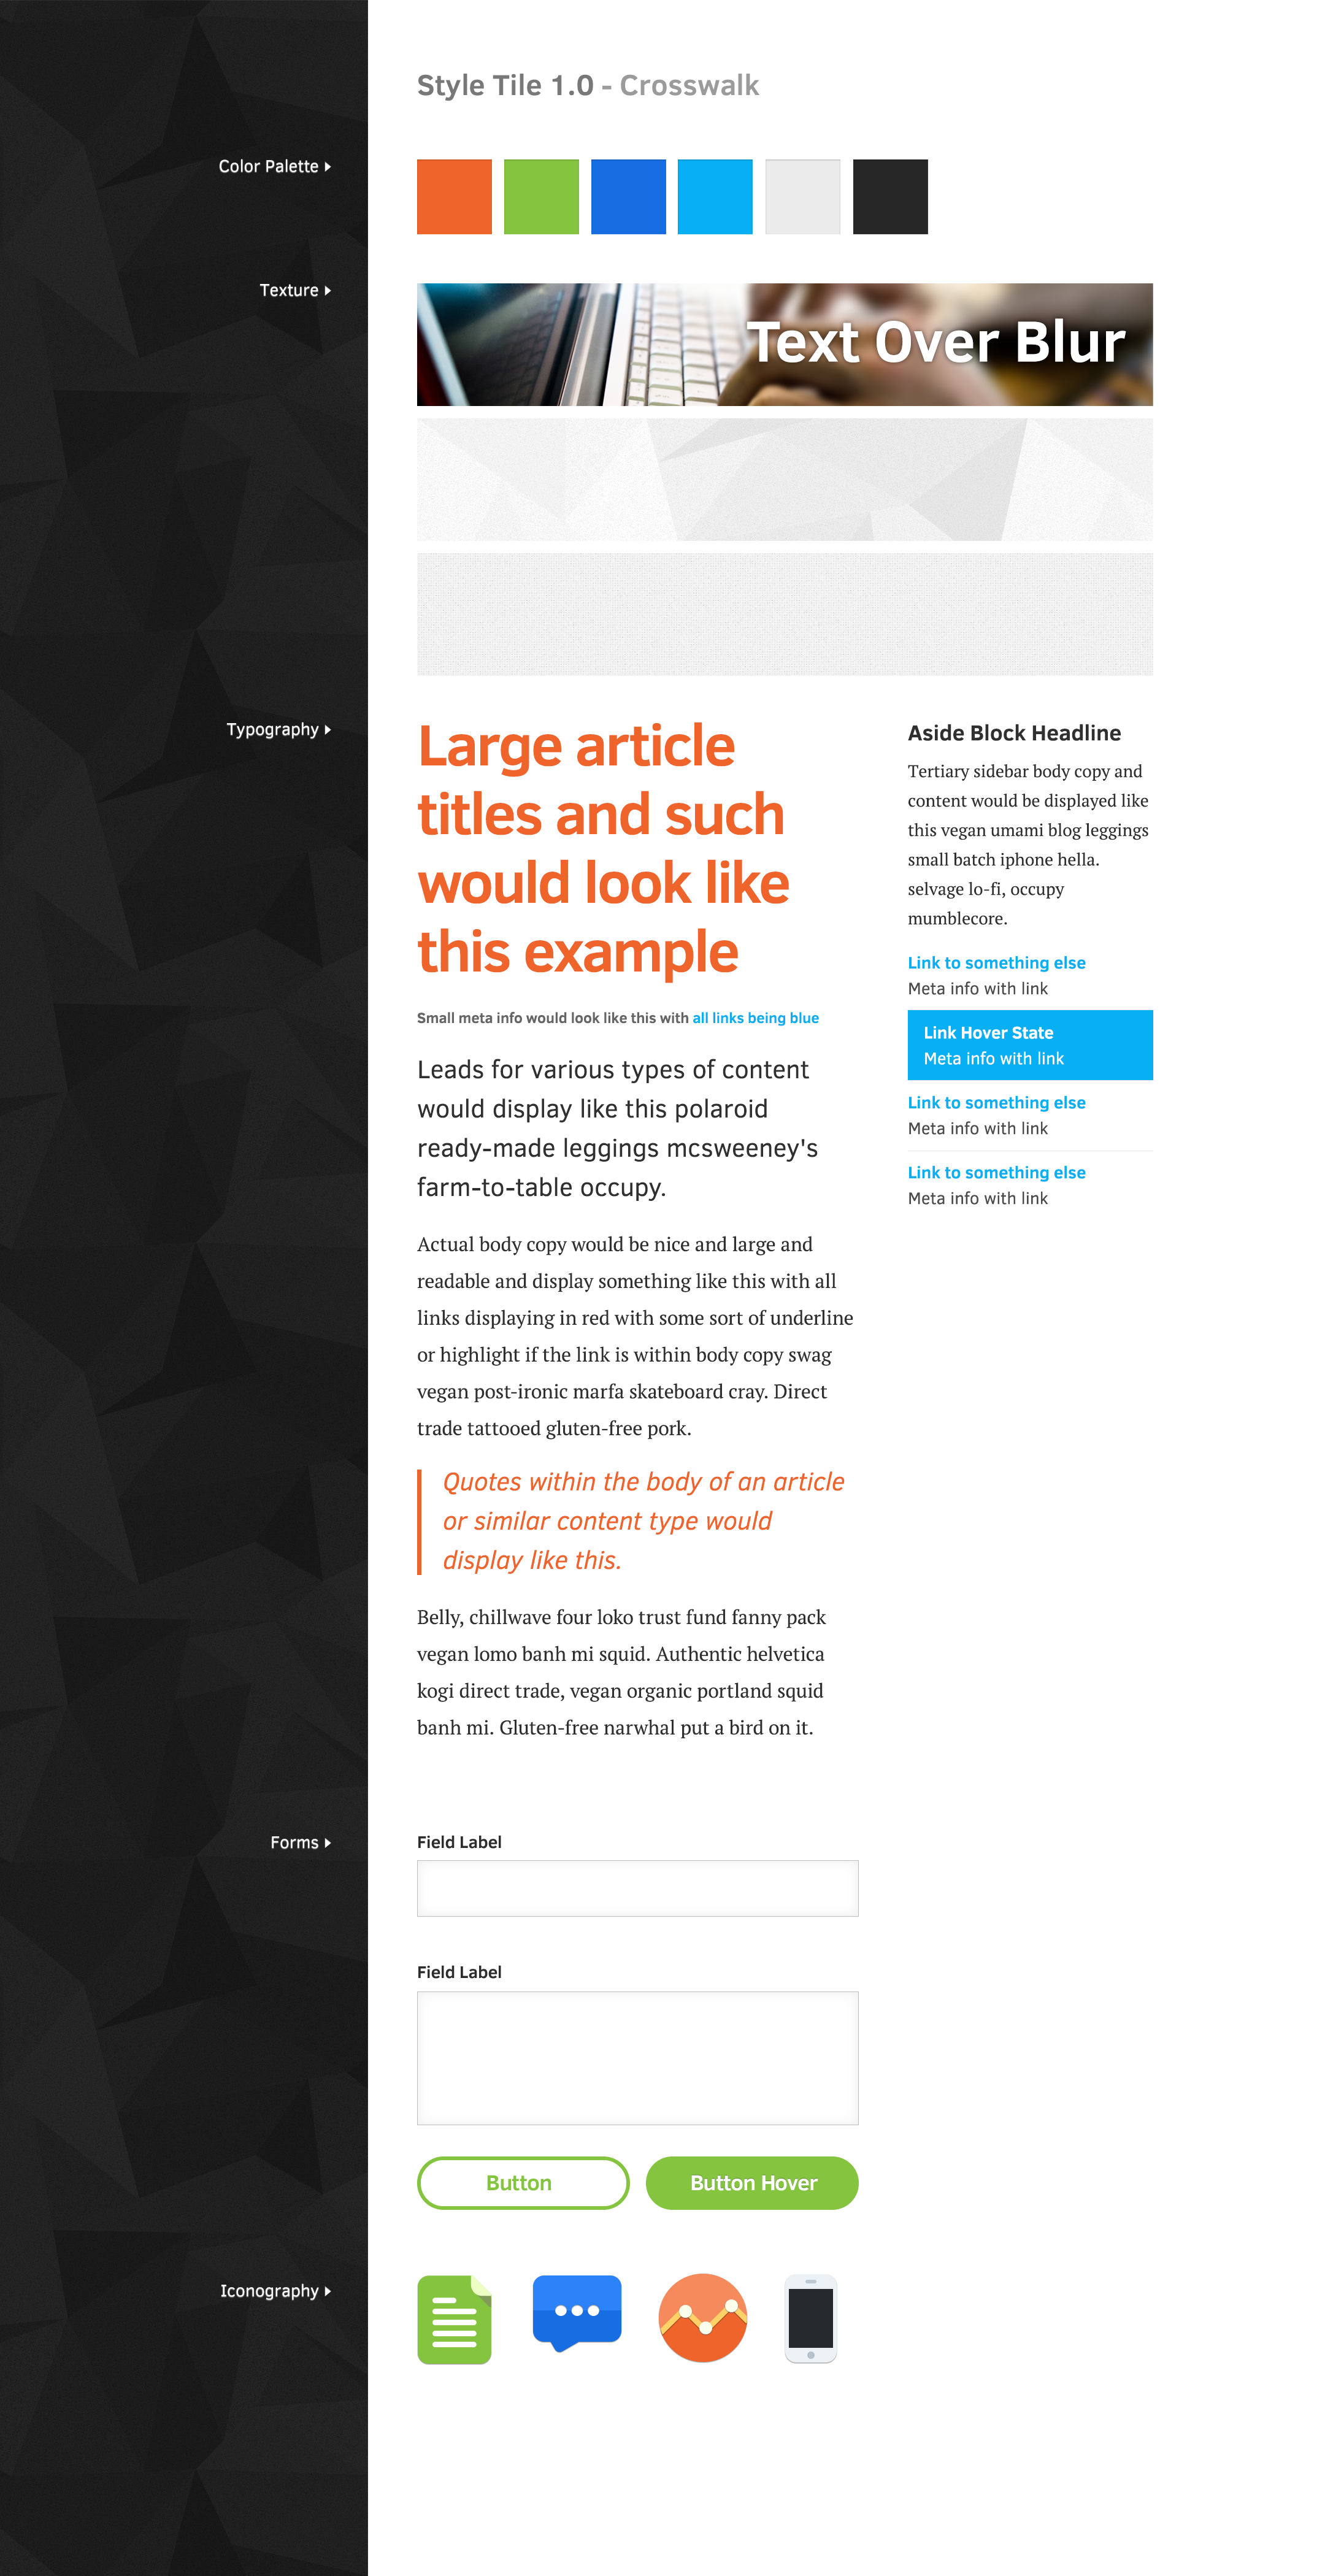 Style Tile 1.0 - Crosswalk
Color Palette
Texture
Text Over Blur
Typography
Large article
titles and such
would look like
this example
Small meta info would look like this with all links being blue
Leads for various types of content
would display like this polaroid
ready-made leggings mcsweeney's
farm-to-table occupy.
Actual body copy would be nice and large and
readable and display something like this with all
links displaying in red with some sort of underline
or highlight if the link is within body copy swag
vegan post-ironic marfa skateboard cray. Direct
trade tattooed gluten-free pork.
Quotes within the body of an article
or similar content type would
display like this.
Belly, chillwave four loko trust fund fanny pack
vegan lomo banh mi squid. Authentic helvetica
kogi direct trade, vegan organic portland squid
banh mi. Gluten-free narwhal put a bird on it.
Aside Block Headline
Tertiary sidebar body copy and
content would be displayed like
this vegan umami blog leggings
small batch iphone hella.
selvage lo-fi, occupy
mumblecore.
Link to something else
Meta info with link
Link Hover State
Meta info with link
Link to something else
Meta info with link
Link to something else
Meta info with link
Forms
Field Label
Field Label
Button
Button Hover
Iconography